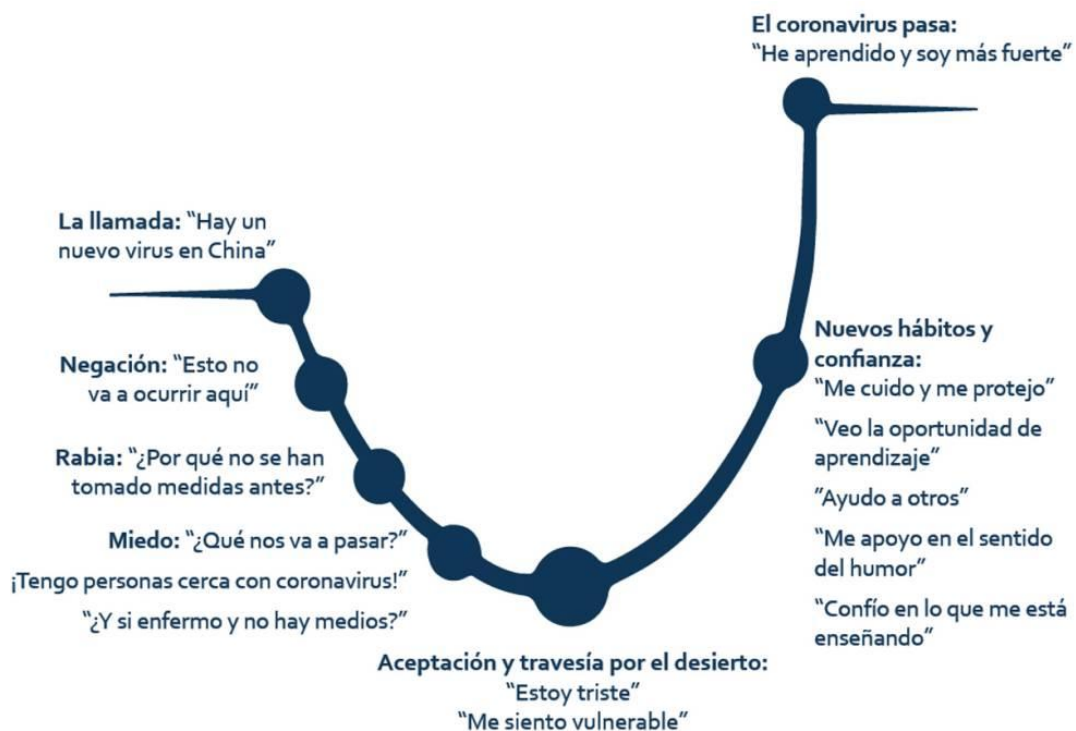 La llamada: “Hay un
nuevo virus en China”
Negación: “Esto no
va a ocurrir aquí”
Rabia: “¿Por qué no se han
tomado medidas antes?”
Miedo: “¿Qué nos va a pasar?”
¡Tengo personas cerca con coronavirus!”
“¿Y si enfermo y no hay medios?”
Aceptación y travesía por el desierto:
“Estoy triste”
“Me siento vulnerable”
Nuevos hábitos y
confianza:
“Me cuido y me protejo”
“Veo la oportunidad de
aprendizaje”
”Ayudo a otros”
“Me apoyo en el sentido
del humor”
“Confío en lo que me está
enseñando”
El coronavirus pasa:
“He aprendido y soy más fuerte”